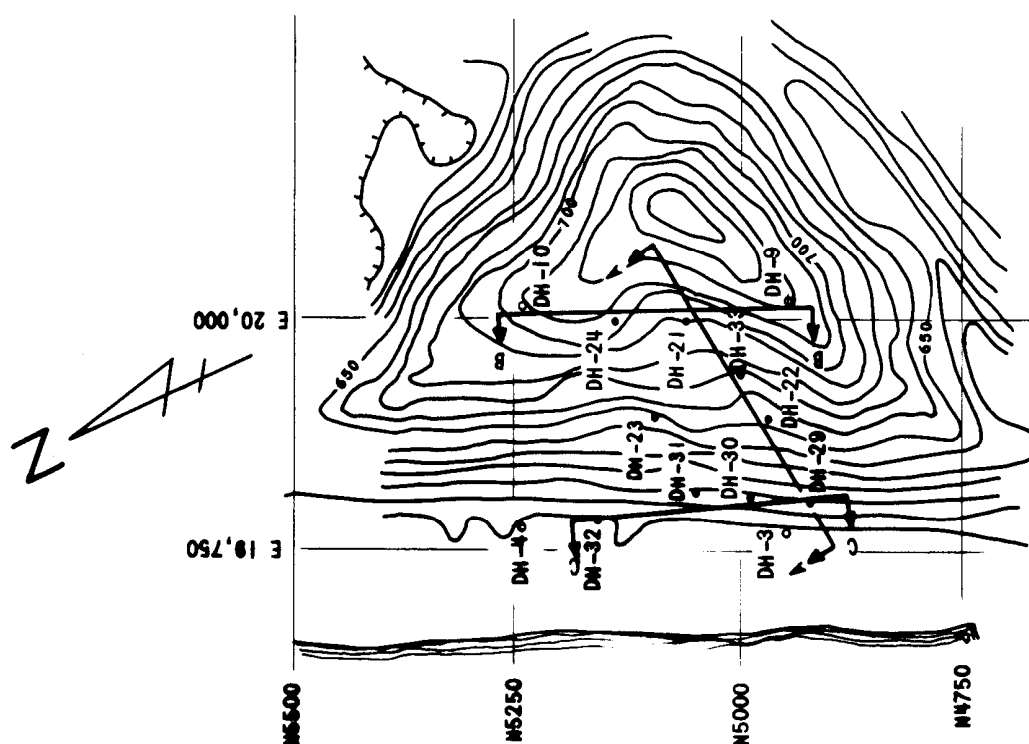 700
DH-10
DH-9
700
A
E 20,000
B
DH-24
DH-21
DH-33
B
650
650
N
DH-22
DH-23
DH-31
DH-30
DH-29
E 19,750
DH-4
C
DH-32
DH-3
A
C
N5500
N5250
N5000
N4750